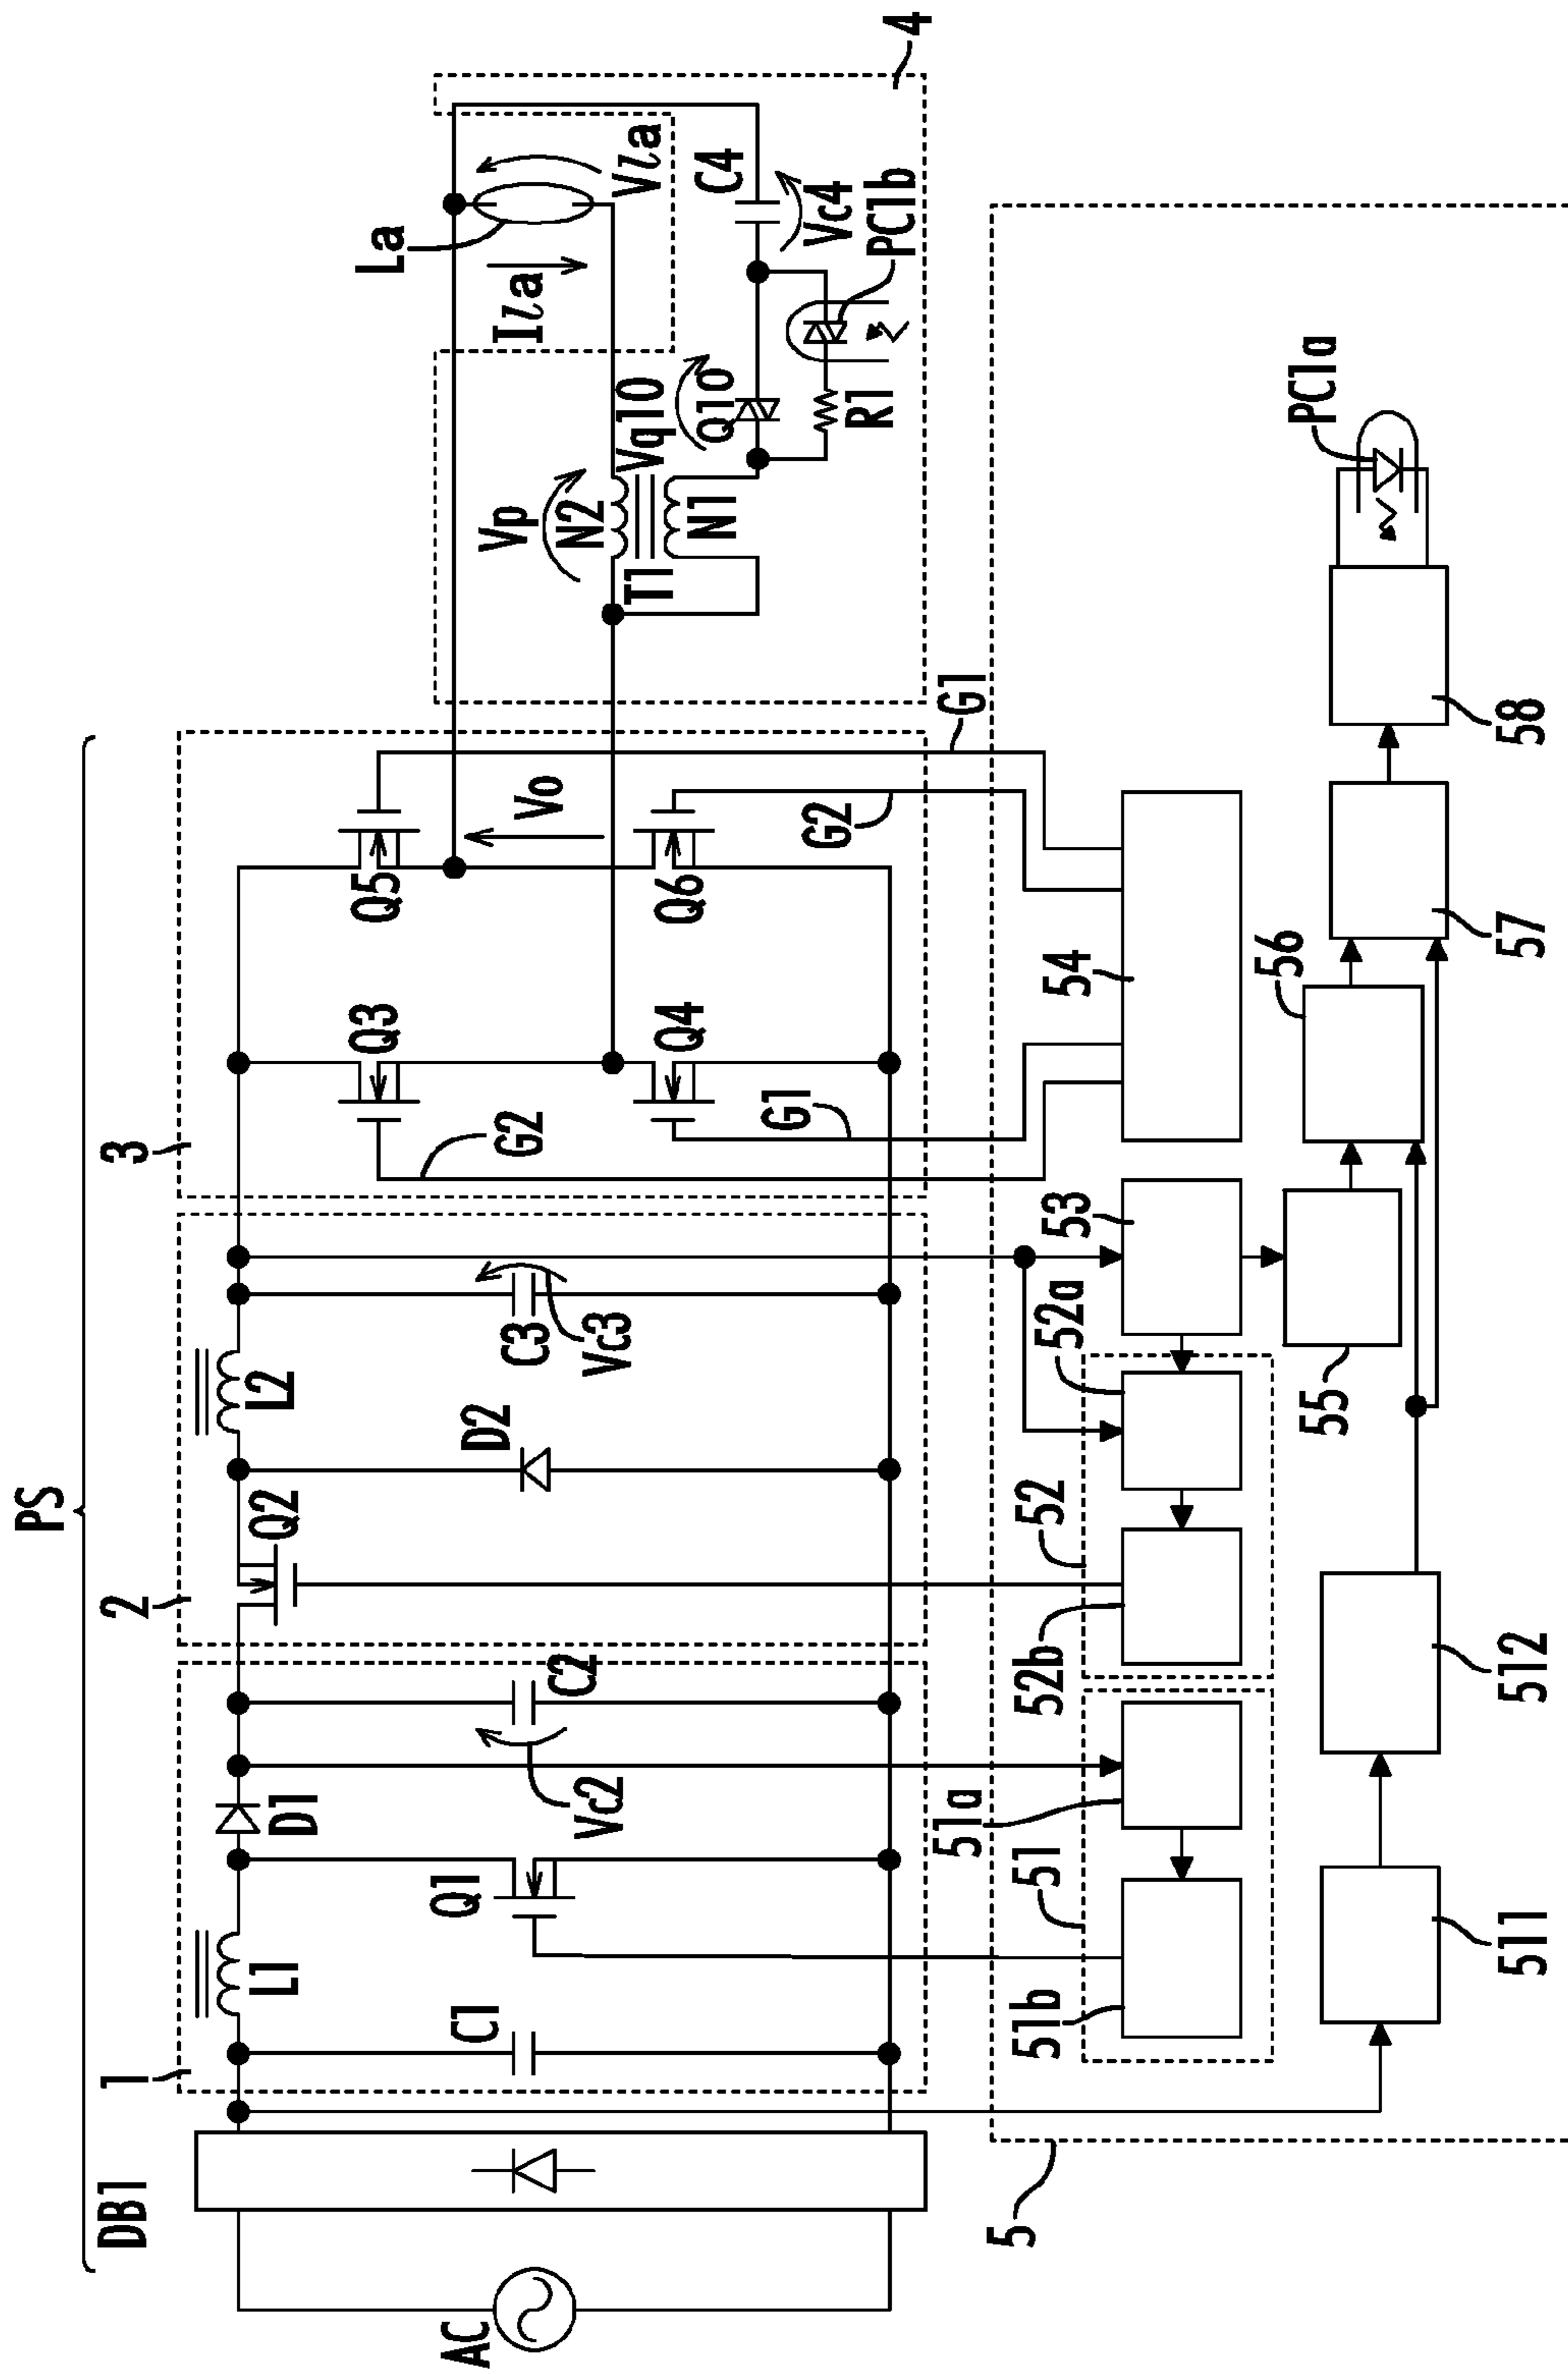 PS
DB1
1
2
3
AC
L1
D1
Q2
L2
C1
Q1
C2
Vc2
D2
C3
Vc3
Q3
Q5
Q4
Q6
G2
G1
G2
G1
Vo
La
Ila
Vla
Vp
N2
T1
N1
Vq10
Q10
R1
C4
Vc4
PC1b
4
5
51
51a
51b
52
52a
52b
53
54
55
56
57
58
PC1a
511
512